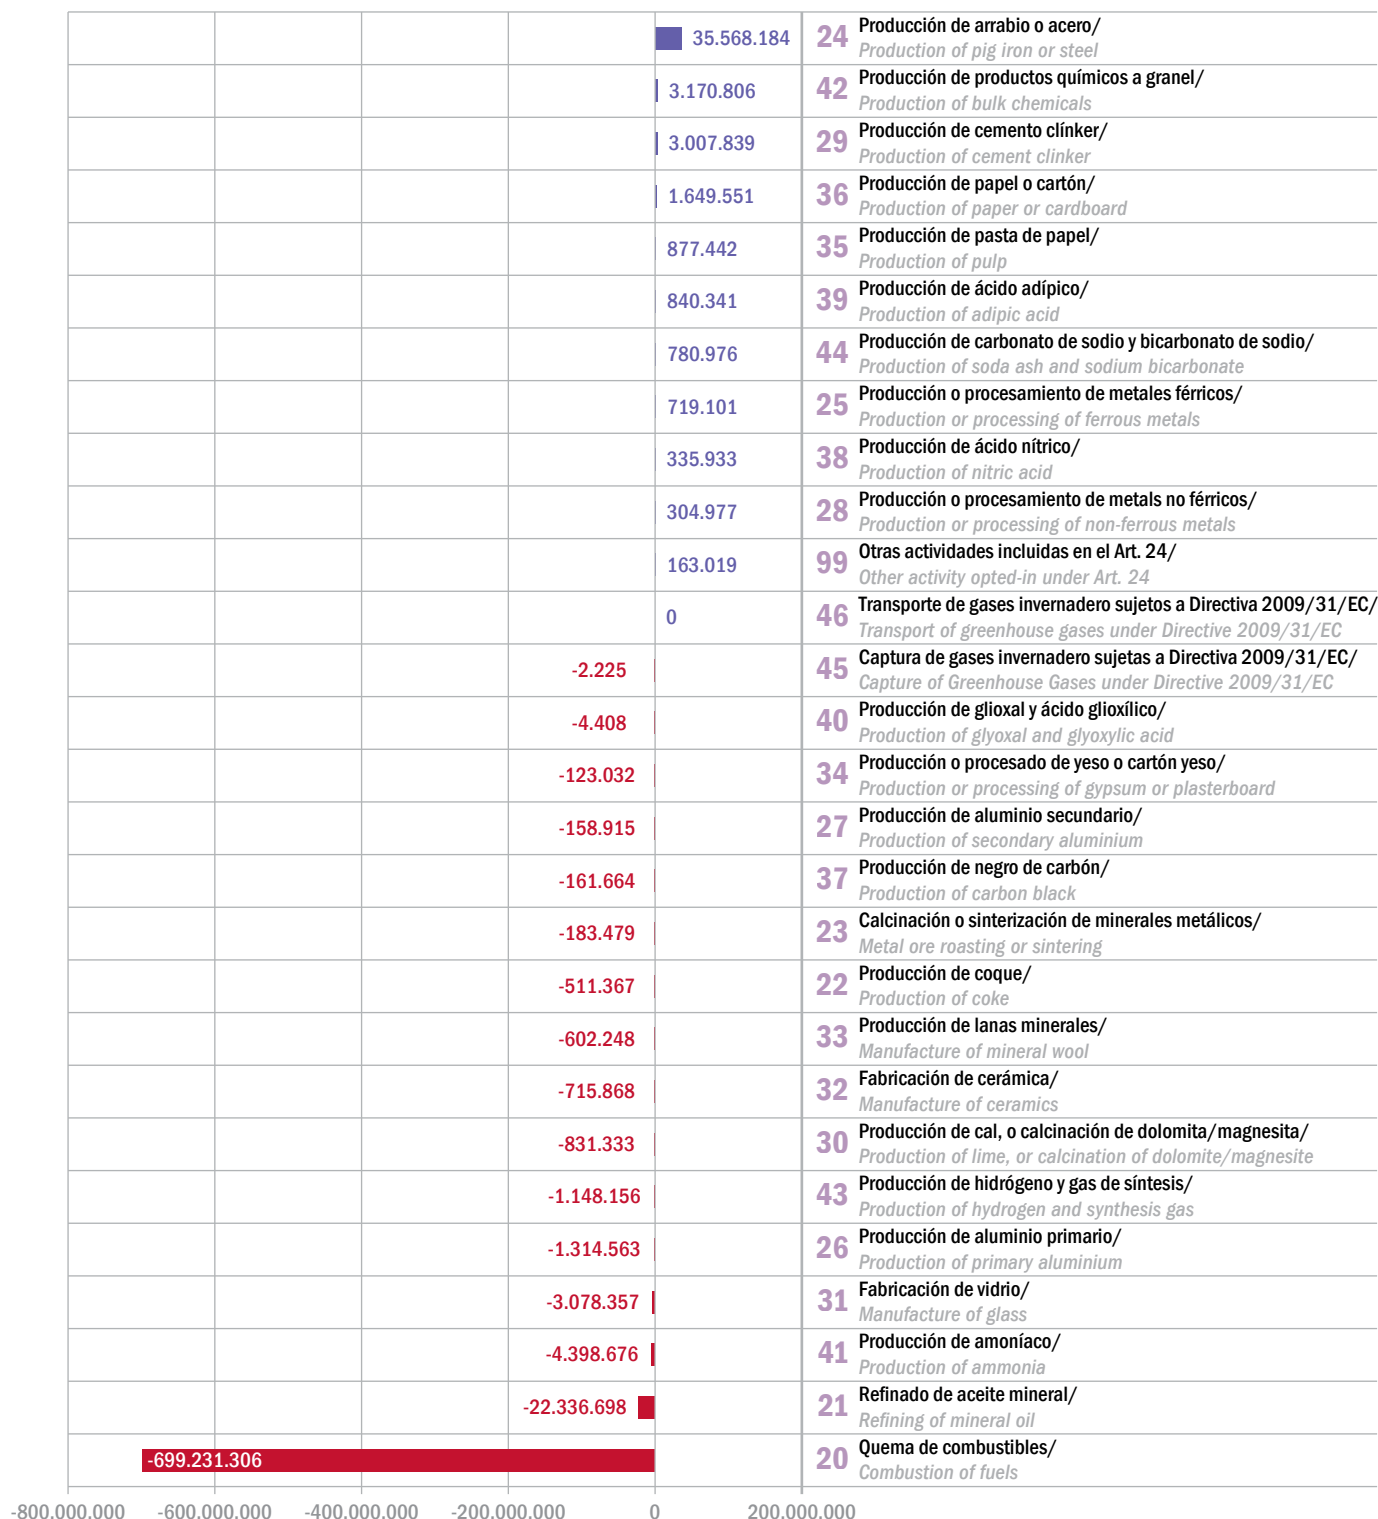 35.568.184 24 Producción de arrabio o acero/
Production of pig iron or steel
3.170.806 42 Producción de productos químicos a granel/
Production of bulk chemicals
3.007.839 29 Producción de cemento clínker/
Production of cement clinker
1.649.551 36 Producción de papel o cartón/
Production of paper or cardboard
877.442 35 Producción de pasta de papel/
Production of pulp
840.341 39 Producción de ácido adípico/
Production of adipic acid
780.976 44 Producción de carbonato de sodio y bicarbonato de sodio/
Production of soda ash and sodium bicarbonate
719.101 25 Producción o procesamiento de metales férricos/
Production or processing of ferrous metals
335.933 38 Producción de ácido nítrico/
Production of nitric acid
304.977 28 Producción o procesamiento de metals no férricos/
Production or processing of non-ferrous metals
163.019 99 Otras actividades incluidas en el Art. 24/
Other activity opted-in under Art. 24
0 46 Transporte de gases invernadero sujetos a Directiva 2009/31/EC/
Transport of greenhouse gases under Directive 2009/31/EC
-2.225 45 Captura de gases invernadero sujetas a Directiva 2009/31/EC/
Capture of Greenhouse Gases under Directive 2009/31/EC
-4.408 40 Producción de glioxal y ácido glioxílico/
Production of glyoxal and glyoxylic acid
-123.032 34 Producción o procesado de yeso o cartón yeso/
Production or processing of gypsum or plasterboard
-158.915 27 Producción de aluminio secundario/
Production of secondary aluminium
-161.664 37 Producción de negro de carbón/
Production of carbon black
-183.479 23 Calcinación o sinterización de minerales metálicos/
Metal ore roasting or sintering
-511.367 22 Producción de coque/
Production of coke
-602.248 33 Producción de lanas minerales/
Manufacture of mineral wool
-715.868 32 Fabricación de cerámica/
Manufacture of ceramics
-831.333 30 Producción de cal, o calcinación de dolomita/magnesita/
Production of lime, or calcination of dolomite/magnesite
-1.148.156 43 Producción de hidrógeno y gas de síntesis/
Production of hydrogen and synthesis gas
-1.314.563 26 Producción de aluminio primario/
Production of primary aluminium
-3.078.357 31 Fabricación de vidrio/
Manufacture of glass
-4.398.676 41 Producción de amoníaco/
Production of ammonia
-22.336.698 21 Refinado de aceite mineral/
Refining of mineral oil
-699.231.306 20 Quema de combustibles/
Combustion of fuels
-800.000.000 -600.000.000 -400.000.000 -200.000.000 0 200.000.000